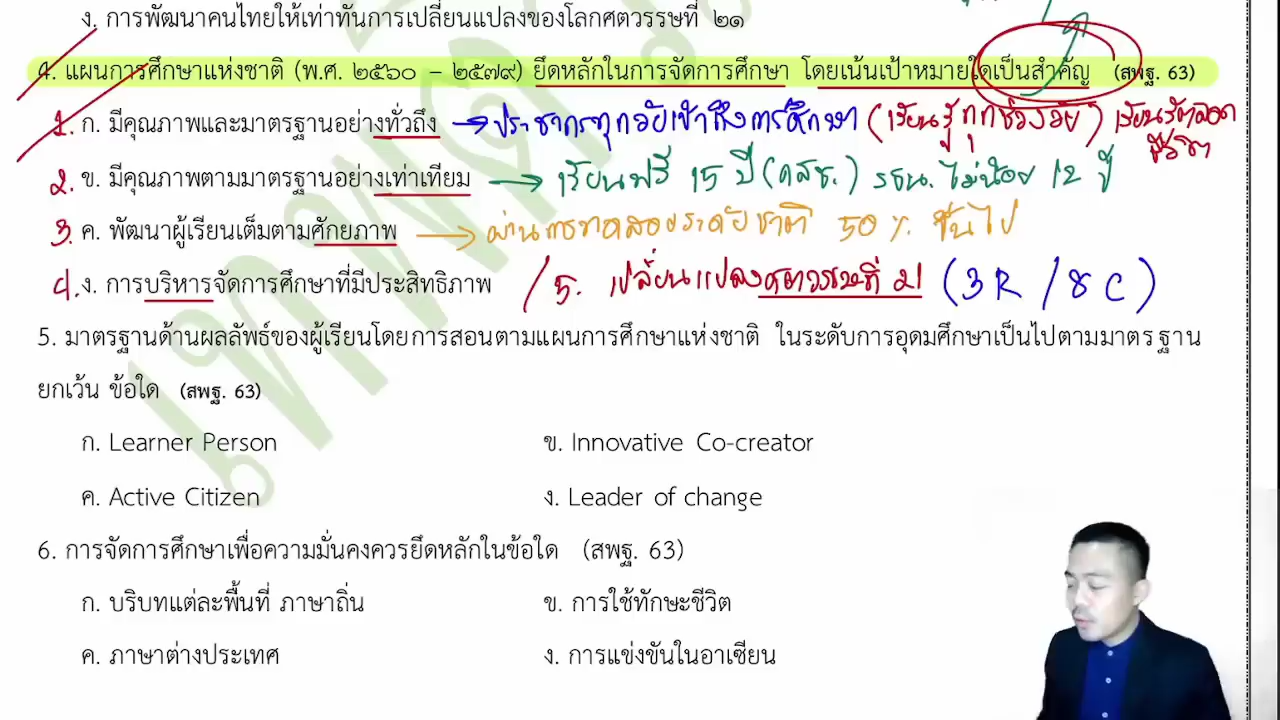 ง. การพัฒนาคนไทยให้เท่าทันการเปลี่ยนแปลงของโลกศตวรรษที่ ๒๑
4. แผนการศึกษาแห่งชาติ (พ.ศ. ๒๕๖๐ – ๒๕๗๙) ยึดหลักในการจัดการศึกษา โดยเน้นเป้าหมายใดเป็นสำคัญ (สพฐ. 63)
1. ก. มีคุณภาพและมาตรฐานอย่างทั่วถึง → ประชากรทุกวัยเข้าถึงการศึกษา (เรียนรู้ทุกช่วงวัย) เรียนรู้ตลอดชีวิต
2. ข. มีคุณภาพตามมาตรฐานอย่างเท่าเทียม → เรียนฟรี 15 ปี (คสช.) รธน. ไม่น้อย 12 ปี
3. ค. พัฒนาผู้เรียนเต็มตามศักยภาพ → ผ่านการทดสอบระดับชาติ 50 % ขึ้นไป
4. ง. การบริหารจัดการศึกษาที่มีประสิทธิภาพ / 5. เปลี่ยนแปลงศตวรรษที่ 21 (3R / 8C)
5. มาตรฐานด้านผลลัพธ์ของผู้เรียนโดยการสอนตามแผนการศึกษาแห่งชาติ ในระดับการอุดมศึกษาเป็นไปตามมาตรฐาน
ยกเว้น ข้อใด (สพฐ. 63)
ก. Learner Person ข. Innovative Co-creator
ค. Active Citizen ง. Leader of change
6. การจัดการศึกษาเพื่อความมั่นคงควรยึดหลักในข้อใด (สพฐ. 63)
ก. บริบทแต่ละพื้นที่ ภาษาถิ่น ข. การใช้ทักษะชีวิต
ค. ภาษาต่างประเทศ ง. การแข่งขันในอาเซียน